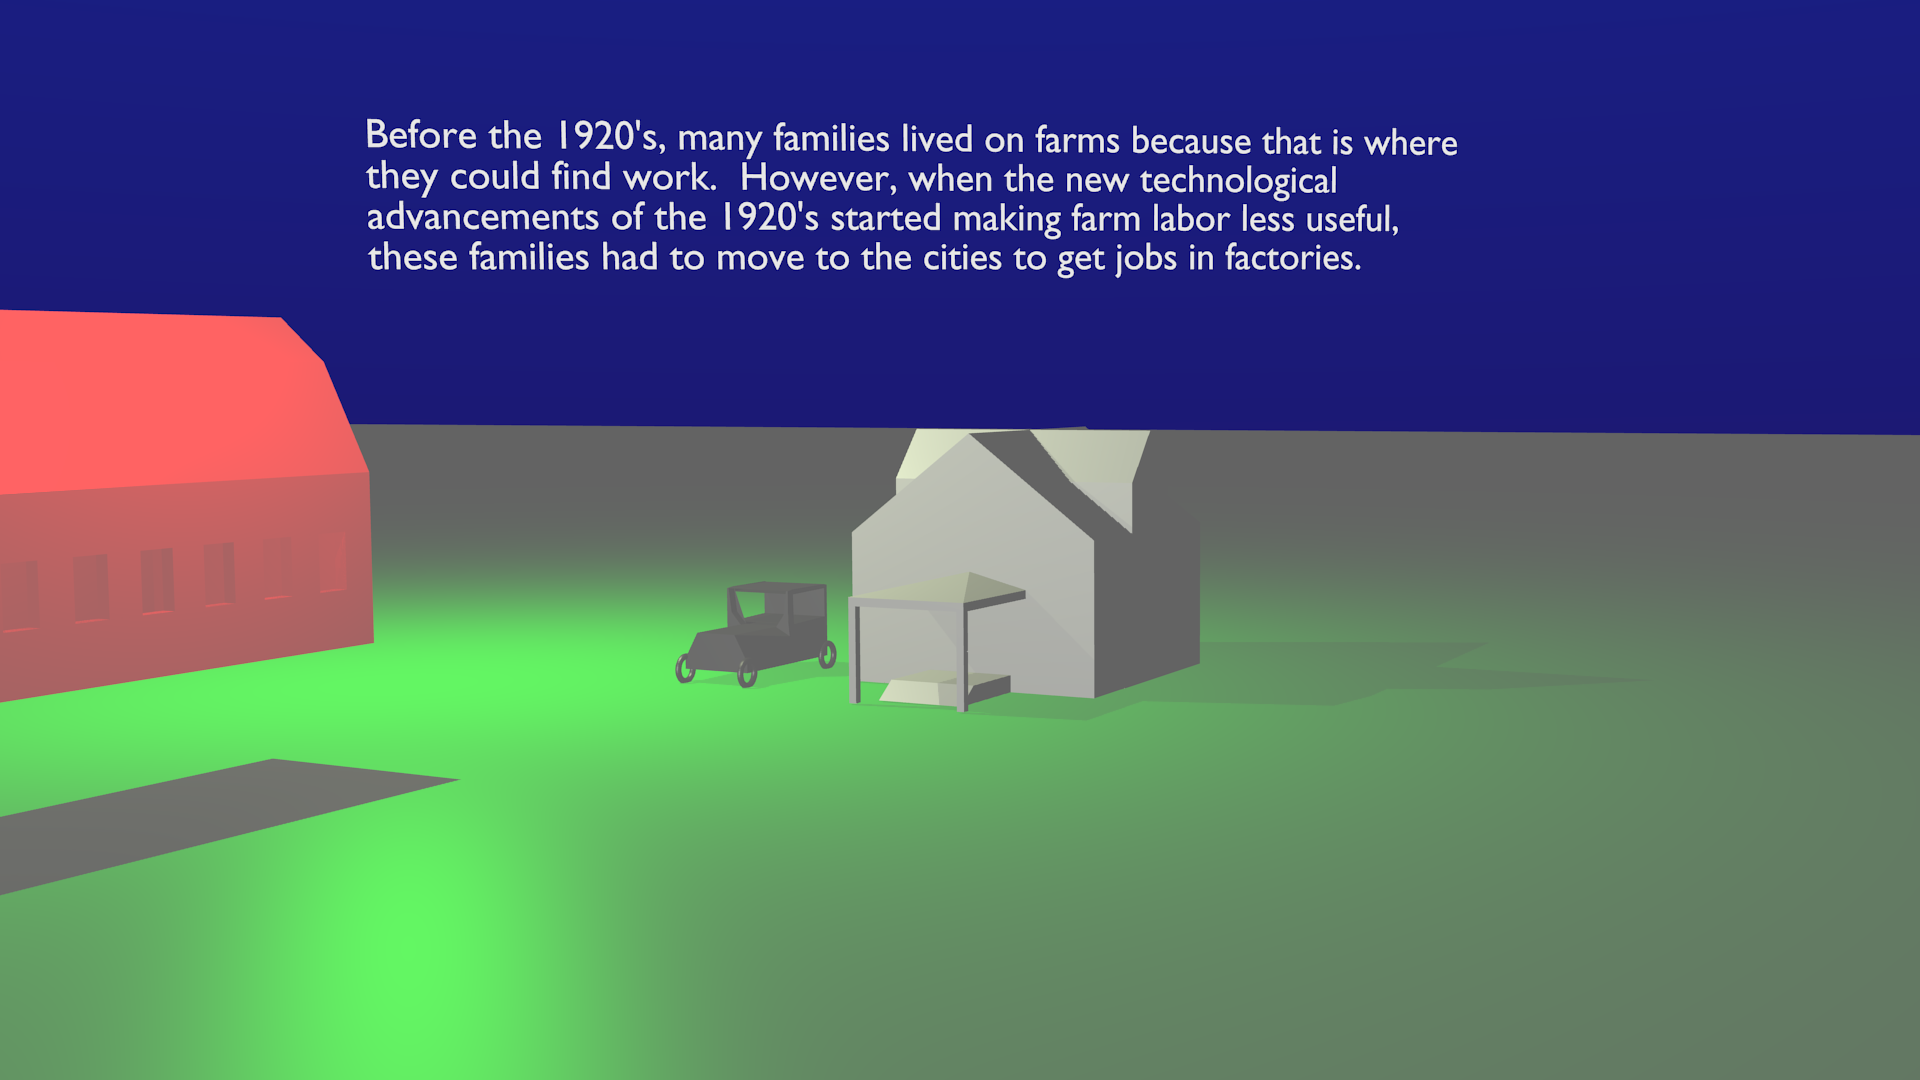 Before the 1920's, many families lived on farms because that is where
they could find work.  However, when the new technological
advancements of the 1920's started making farm labor less useful,
these families had to move to the cities to get jobs in factories.